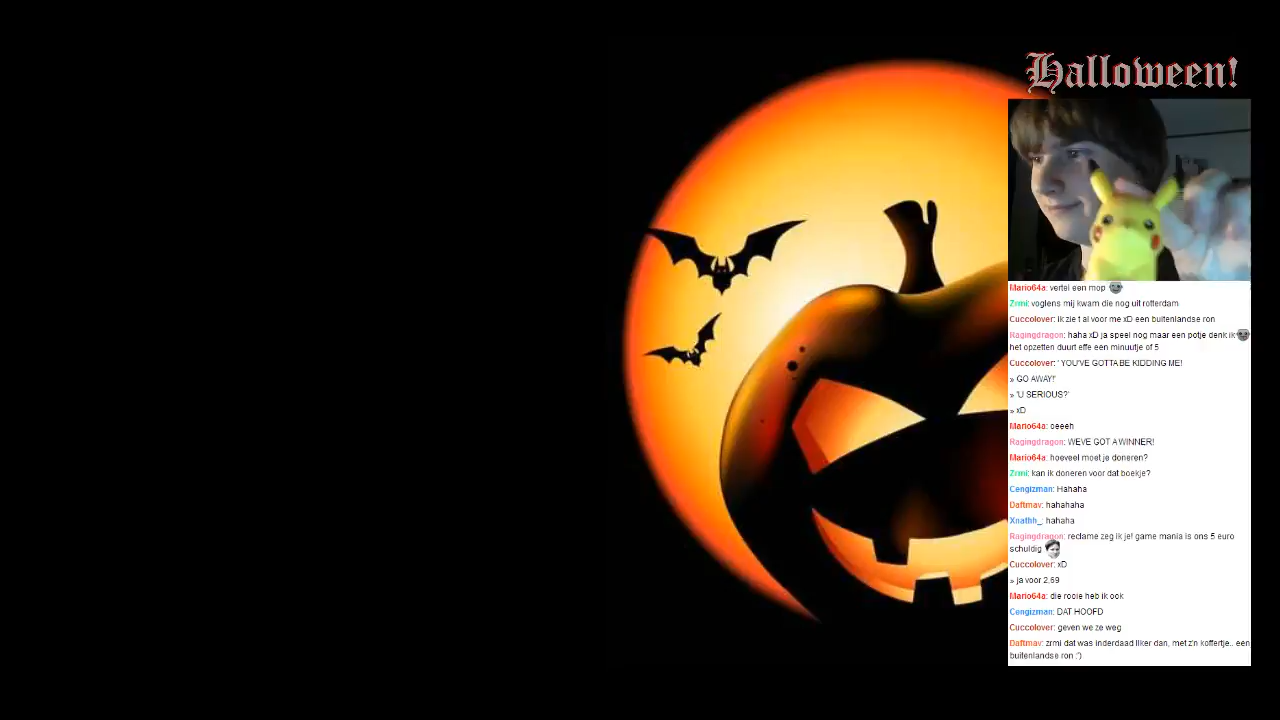 Halloween!
Mario64a: vertel een mop
Zrmi: voglens mij kwam die nog uit rotterdam
Cuccolover: ik zie t al voor me xD een buitenlandse ron
Ragingdragon: haha xD ja speel nog maar een potje denk ik
het opzetten duurt effe een minuutje of 5
Cuccolover: ' YOU'VE GOTTA BE KIDDING ME!
» GO AWAY!'
» 'U SERIOUS?'
» xD
Mario64a: oeeeh
Ragingdragon: WEVE GOT A WINNER!
Mario64a: hoeveel moet je doneren?
Zrmi: kan ik doneren voor dat boekje?
Cengizman: Hahaha
Daftmav: hahahaha
Xnathh_: hahaha
Ragingdragon: reclame zeg ik je! game mania is ons 5 euro
schuldig
Cuccolover: xD
» ja voor 2,69
Mario64a: die rooie heb ik ook
Cengizman: DAT HOOFD
Cuccolover: geven we ze weg
Daftmav: zrmi dat was inderdaad liker dan, met z'n koffertje.. een
buitenlandse ron :').